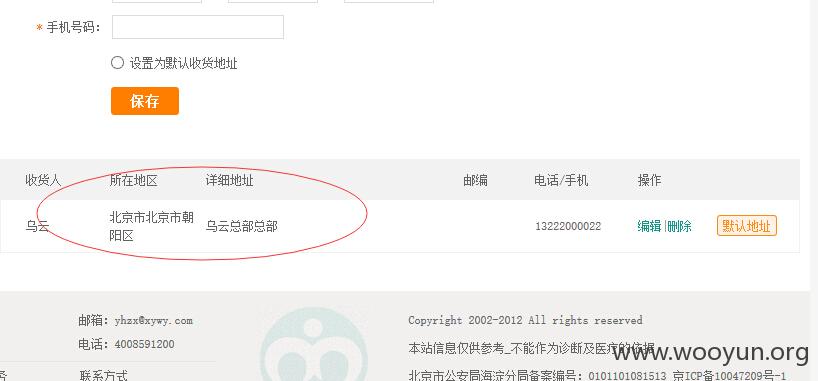 * 手机号码：
设置为默认收货地址
保存
收货人 所在地区 详细地址 邮编 电话/手机 操作
乌云 北京市北京市朝阳区 乌云总部总部 13222000022 编辑|删除 默认地址
邮箱：yhzx@xywy.com
电话：4008591200
联系方式
务
Copyright 2002-2012 All rights reserved
本站信息仅供参考_不能作为诊断及医疗的依据
www.wooyun.org
北京市公安局海淀分局备案编号：0101101081513 京ICP备10047209号-1